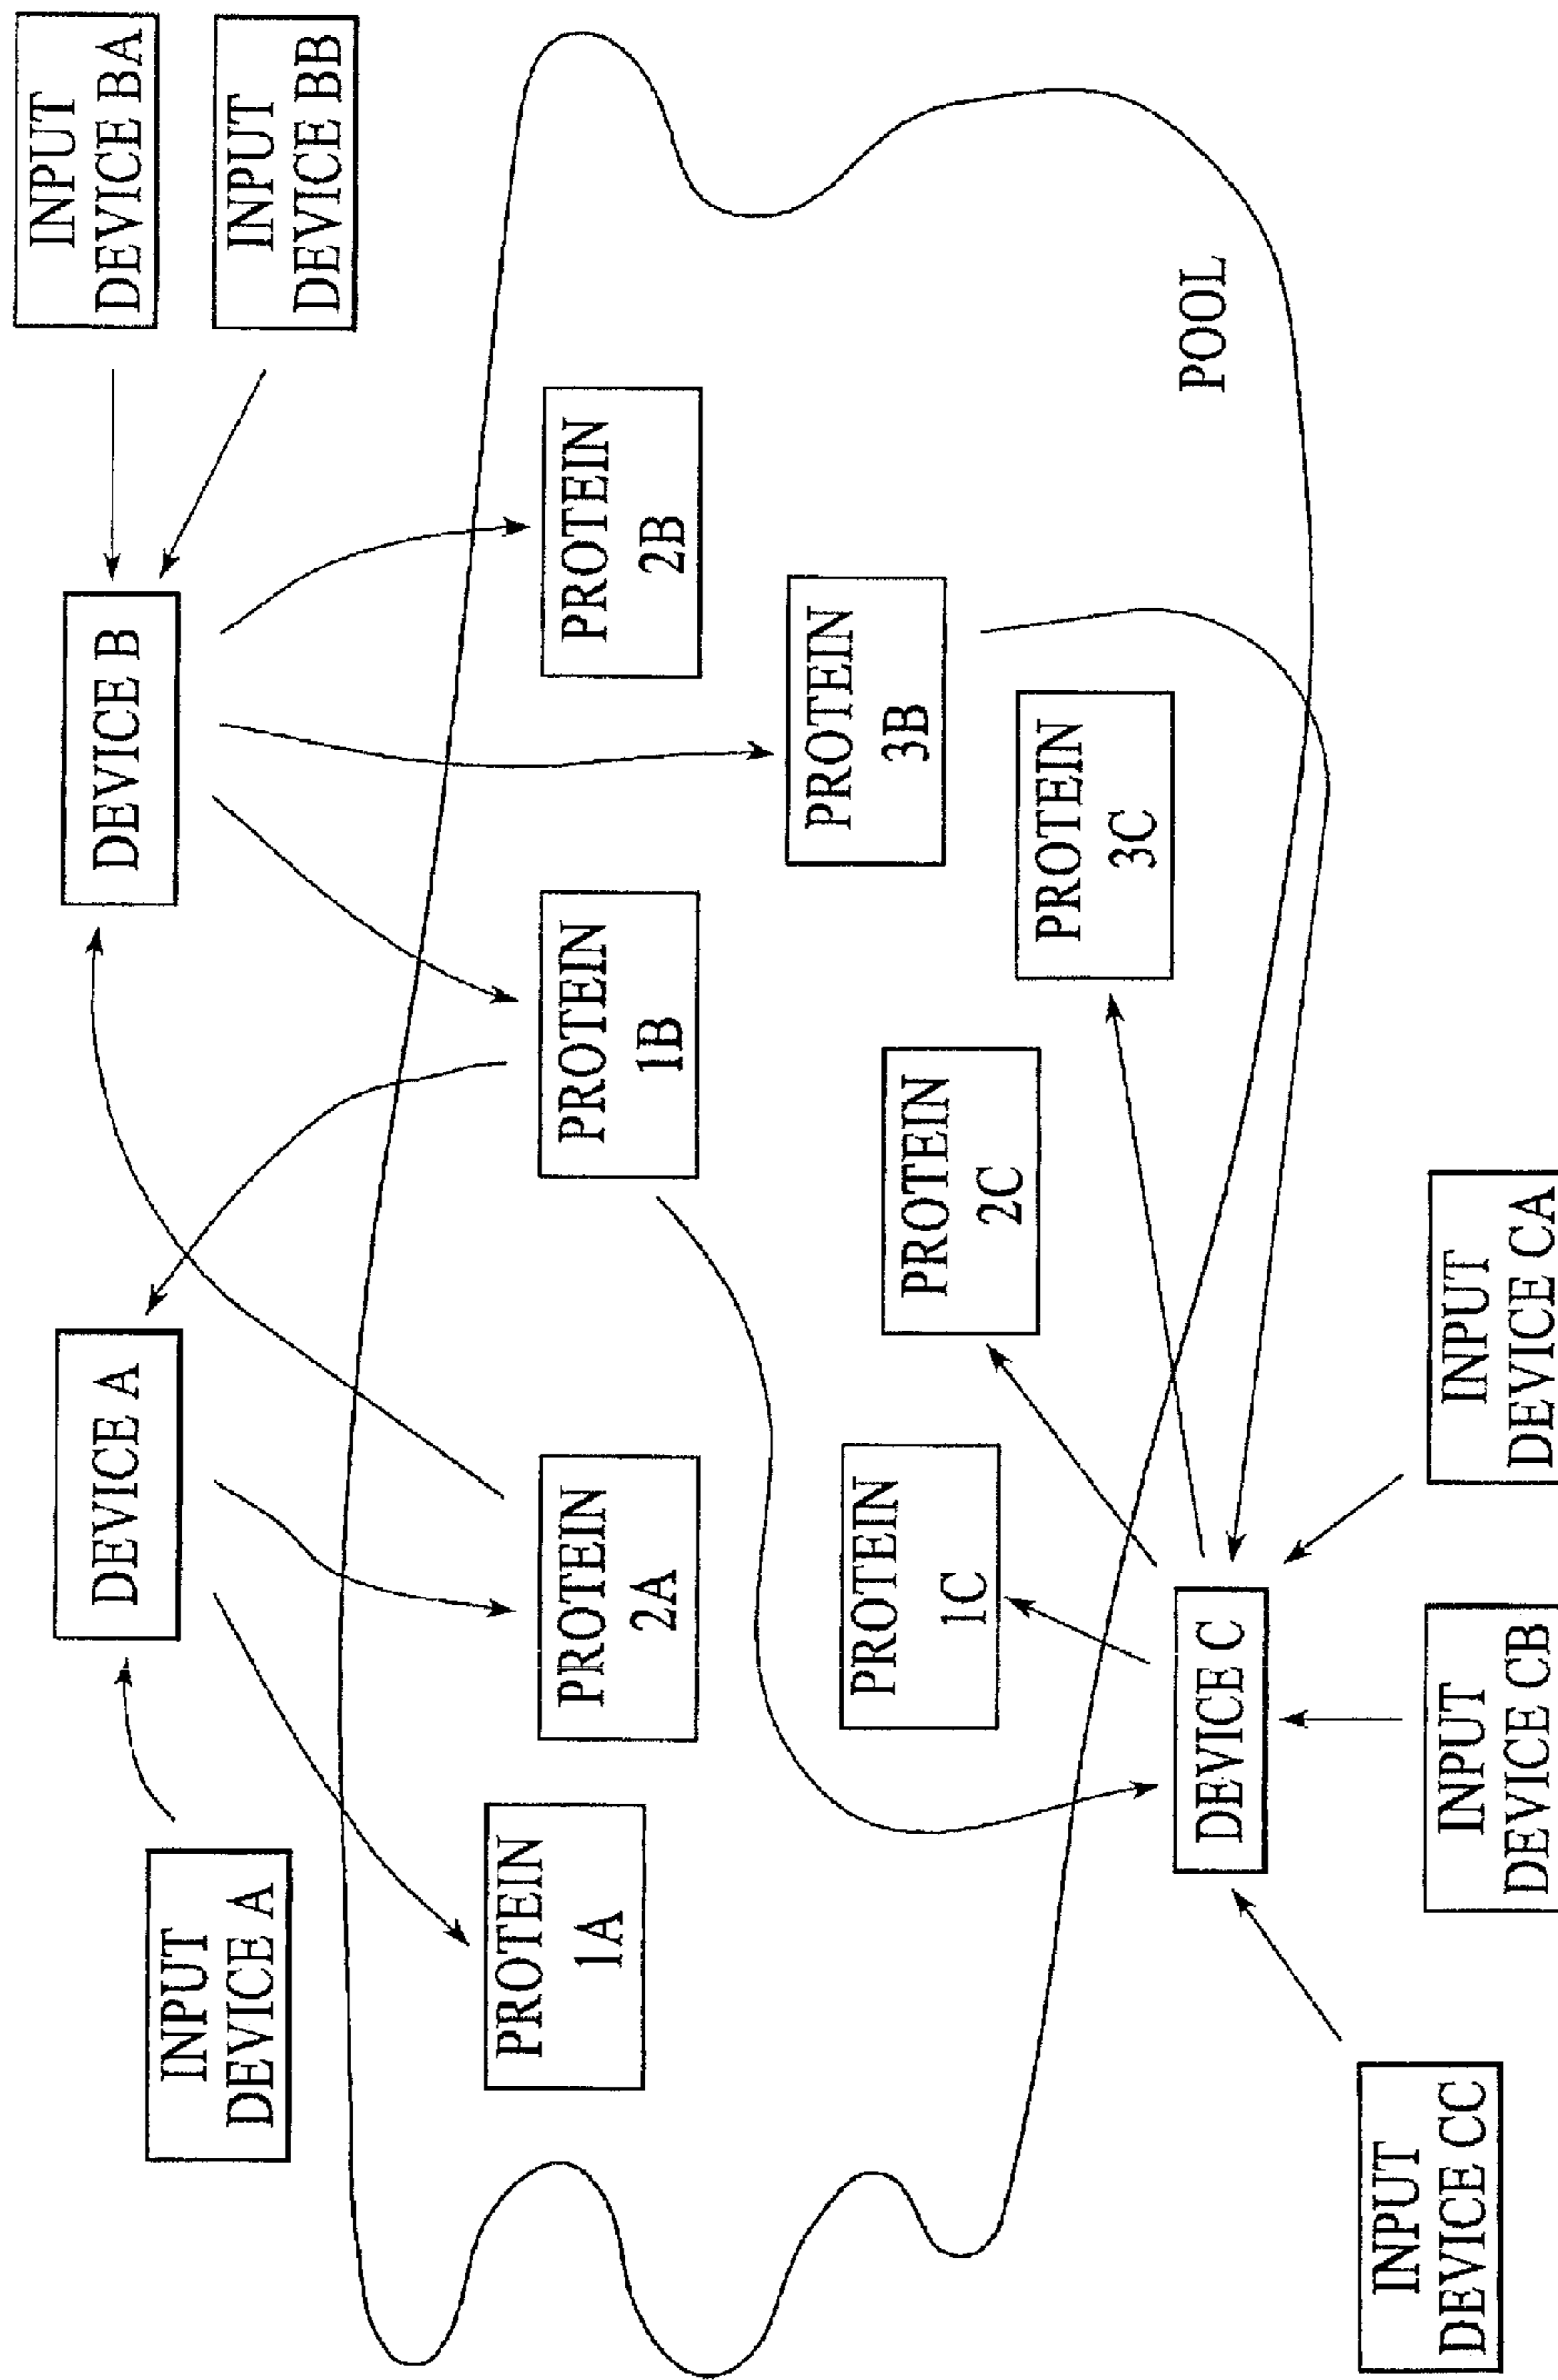 INPUT
DEVICE A
DEVICE A
DEVICE B
INPUT
DEVICE BA
INPUT
DEVICE BB
PROTEIN
1A
PROTEIN
2A
PROTEIN
1B
PROTEIN
2B
PROTEIN
3B
PROTEIN
1C
PROTEIN
2C
PROTEIN
3C
POOL
DEVICE C
INPUT
DEVICE CC
INPUT
DEVICE CB
INPUT
DEVICE CA